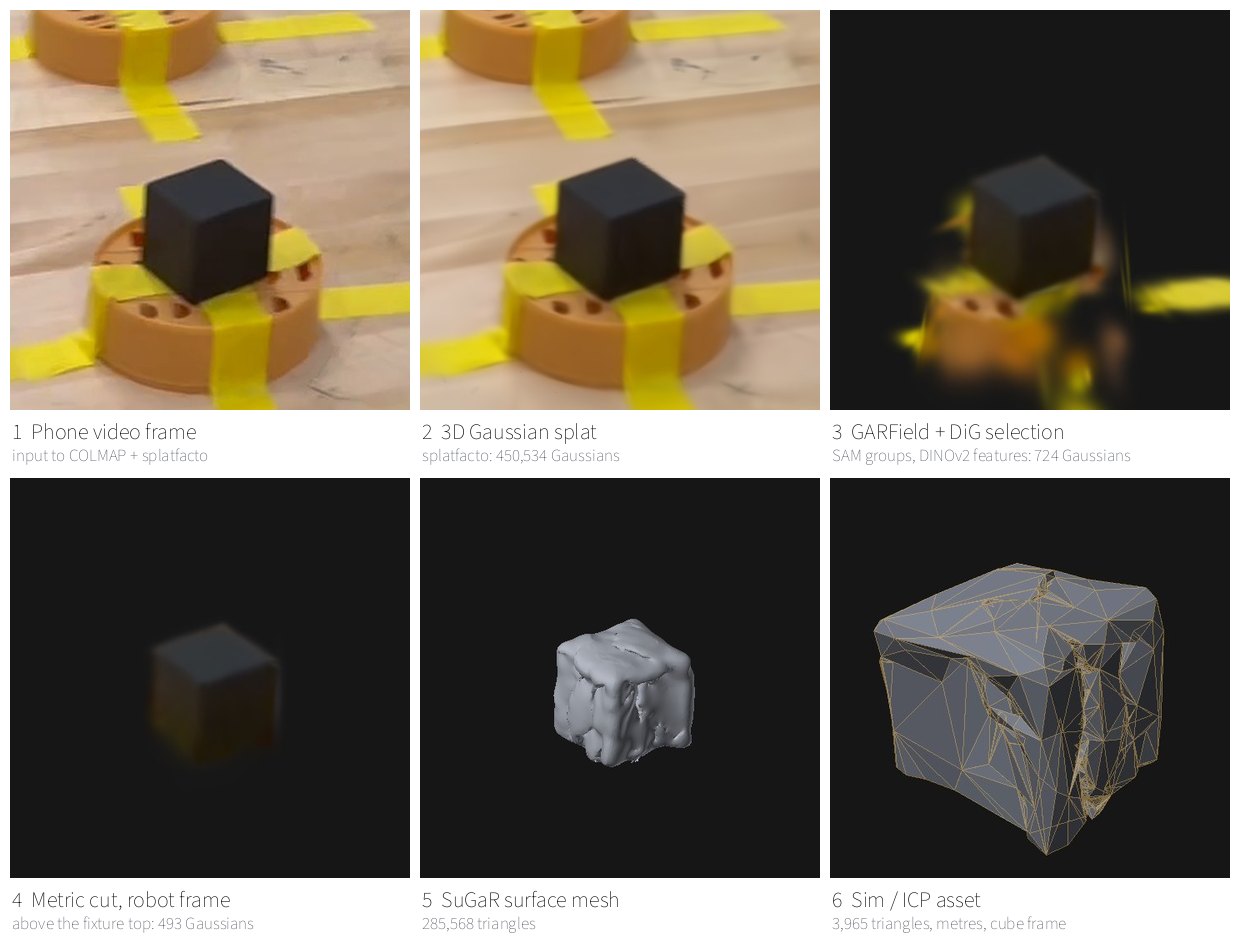 1 Phone video frame
input to COLMAP + splatfacto
2 3D Gaussian splat
splatfacto: 450,534 Gaussians
3 GARField + DiG selection
SAM groups, DINOv2 features: 724 Gaussians
4 Metric cut, robot frame
above the fixture top: 493 Gaussians
5 SuGaR surface mesh
285,568 triangles
6 Sim / ICP asset
3,965 triangles, metres, cube frame